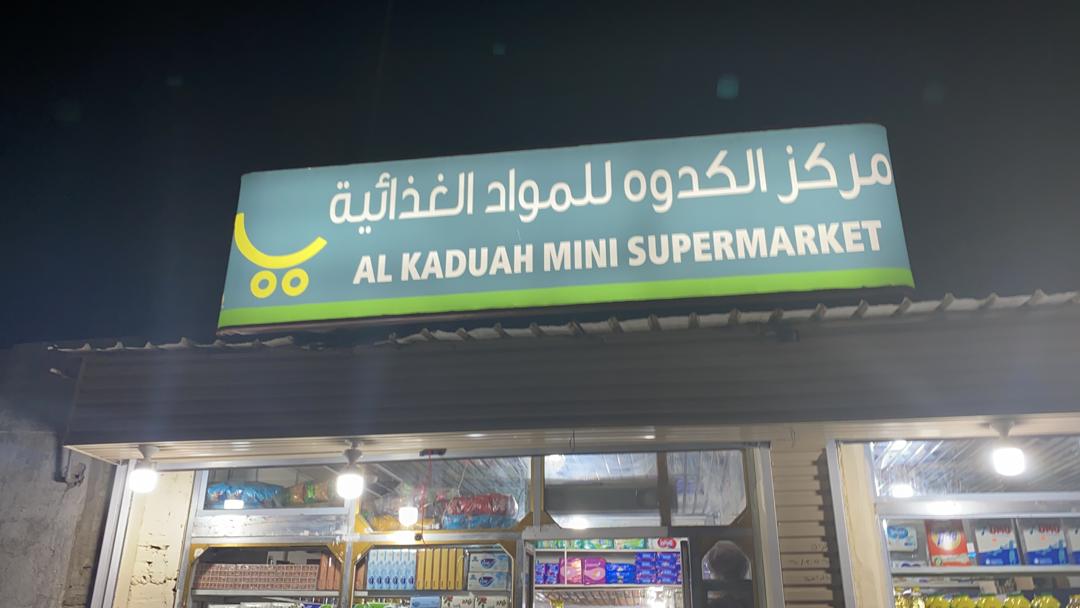 مركز الكدوه للمواد الغذائية
AL KADUAH MINI SUPERMARKET